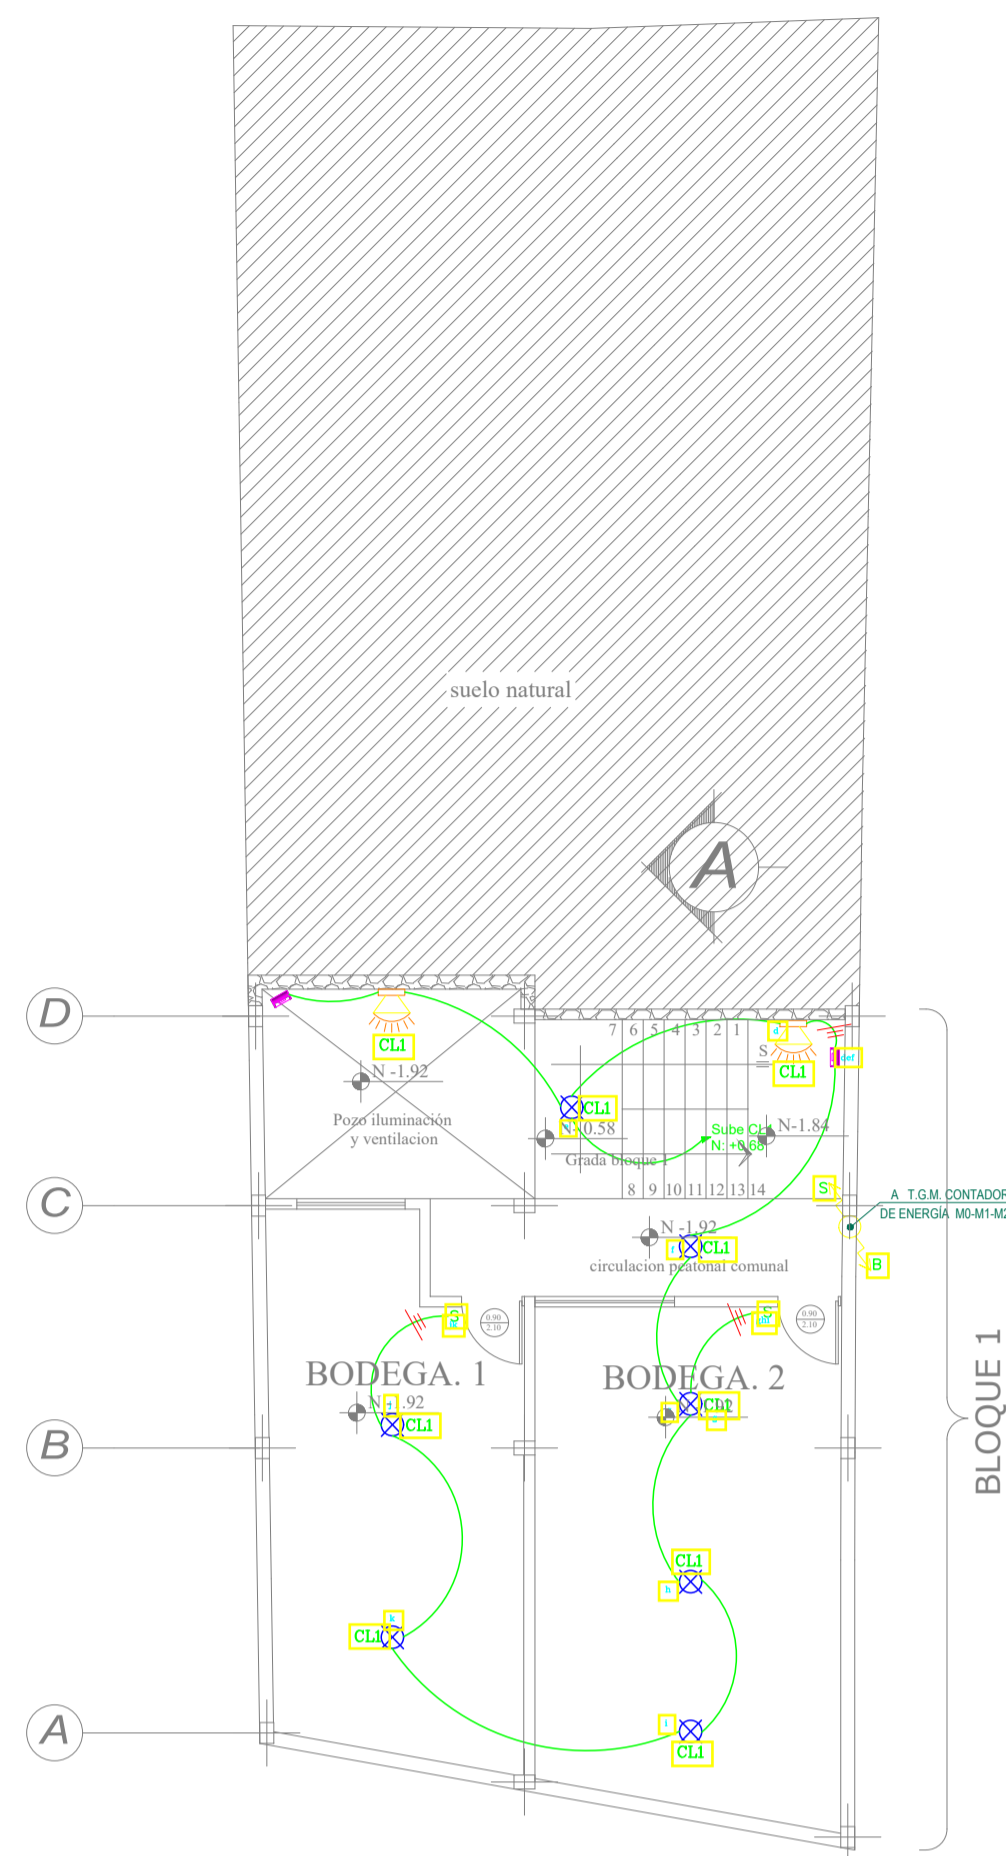 suelo natural
A
D
7 6 5 4 3 2 1
d
S
CL1
CL1
def
N -1.92
CL1
Pozo iluminación
y ventilacion
Sube CL1
N: +0.68
N-1.84
Grada bloque 1
8 9 10 11 12 13 14
S
A T.G.M. CONTADOR
DE ENERGÍA M0-M1-M2
C
N -1.92
f
CL1
circulacion peatonal comunal
B
S
0.90
2.10
S
0.90
2.10
BODEGA. 1
BODEGA. 2
CL1
CL1
B
BLOQUE 1
CL1
h
k
CL1
i
CL1
A